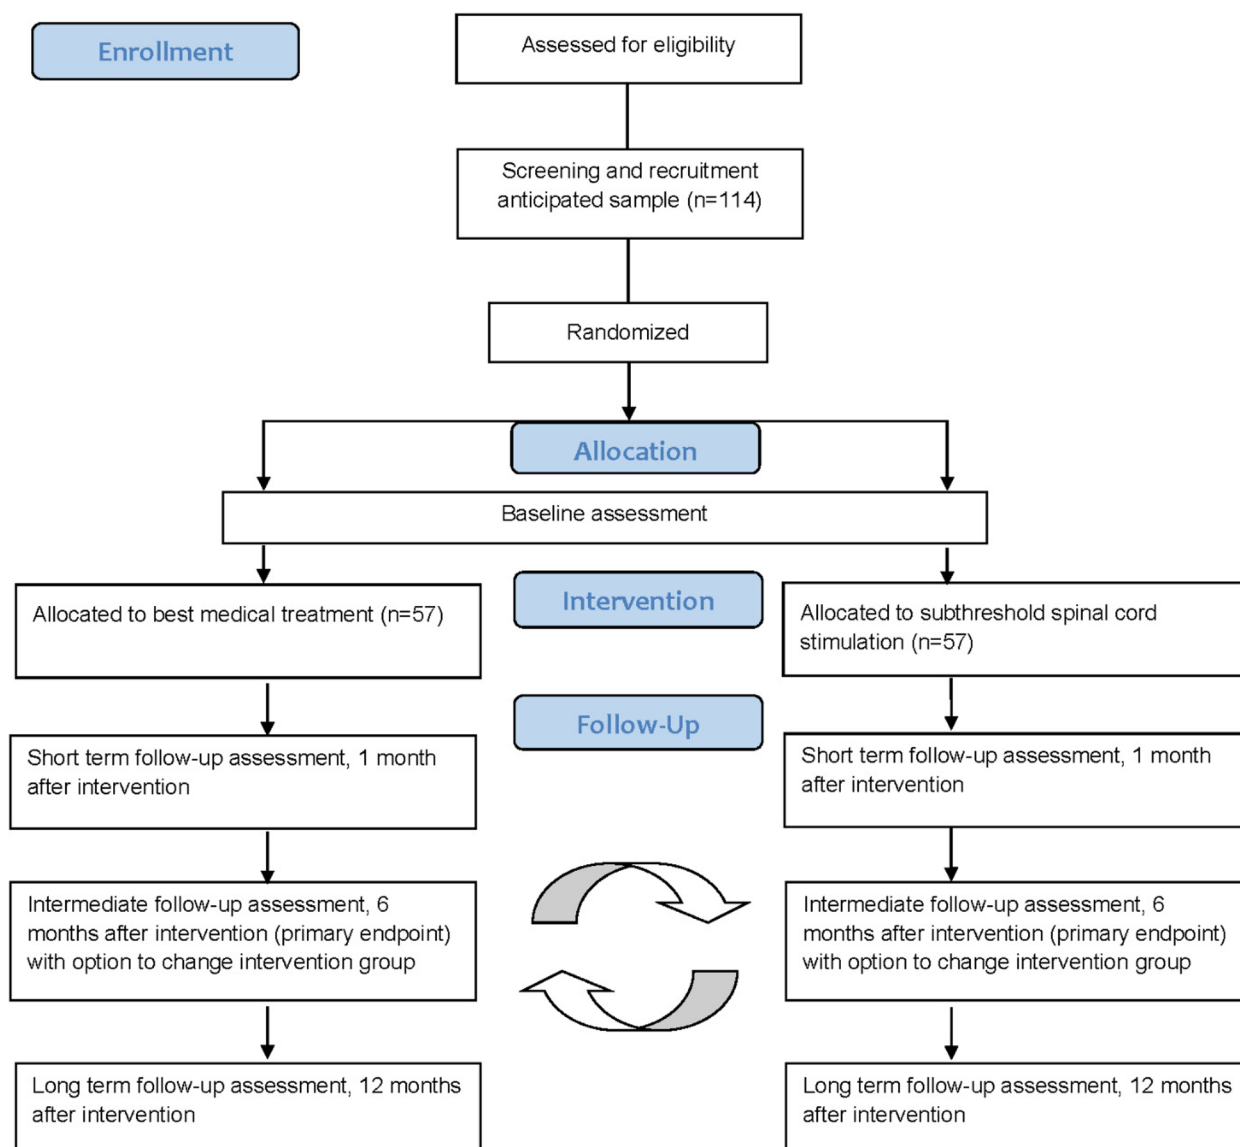 Enrollment
Assessed for eligibility
Screening and recruitment
anticipated sample (n=114)
Randomized
Allocation
Baseline assessment
Intervention
Allocated to best medical treatment (n=57)
Allocated to subthreshold spinal cord
stimulation (n=57)
Follow-Up
Short term follow-up assessment, 1 month
after intervention
Short term follow-up assessment, 1 month
after intervention
Intermediate follow-up assessment, 6
months after intervention (primary endpoint)
with option to change intervention group
Intermediate follow-up assessment, 6
months after intervention (primary endpoint)
with option to change intervention group
Long term follow-up assessment, 12 months
after intervention
Long term follow-up assessment, 12 months
after intervention